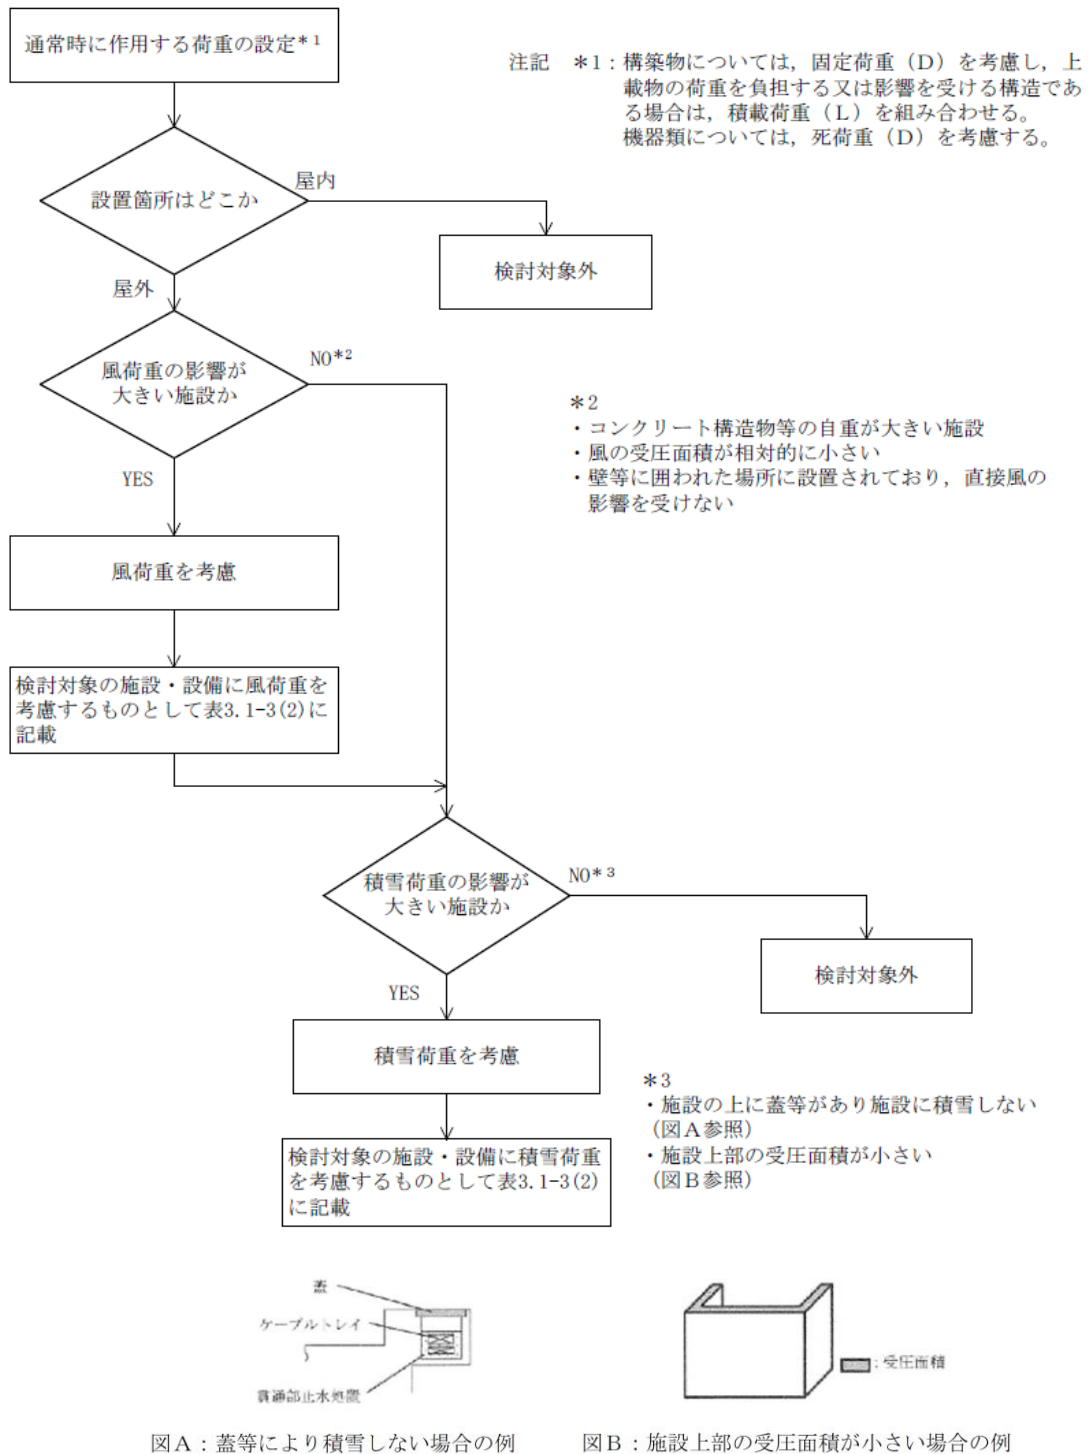 通常時に作用する荷重の設定*1
注記 *1:構築物については,固定荷重(D)を考慮し,上
載物の荷重を負担する又は影響を受ける構造であ
る場合は,積載荷重(L)を組み合わせる。
機器類については,死荷重(D)を考慮する。
設置箇所はどこか
屋内
検討対象外
屋外
風荷重の影響が
大きい施設か
NO*2
*2
・コンクリート構造物等の自重が大きい施設
・風の受圧面積が相対的に小さい
・壁等に囲われた場所に設置されており,直接風の
影響を受けない
YES
風荷重を考慮
検討対象の施設・設備に風荷重を
考慮するものとして表3.1-3(2)に
記載
積雪荷重の影響が
大きい施設か
NO*3
検討対象外
YES
積雪荷重を考慮
*3
・施設の上に蓋等があり施設に積雪しない
(図A参照)
・施設上部の受圧面積が小さい
(図B参照)
検討対象の施設・設備に積雪荷重
を考慮するものとして表3.1-3(2)
に記載
蓋
ケーブルトレイ
貫通部止水処置
:受圧面積
図A:蓋等により積雪しない場合の例
図B:施設上部の受圧面積が小さい場合の例